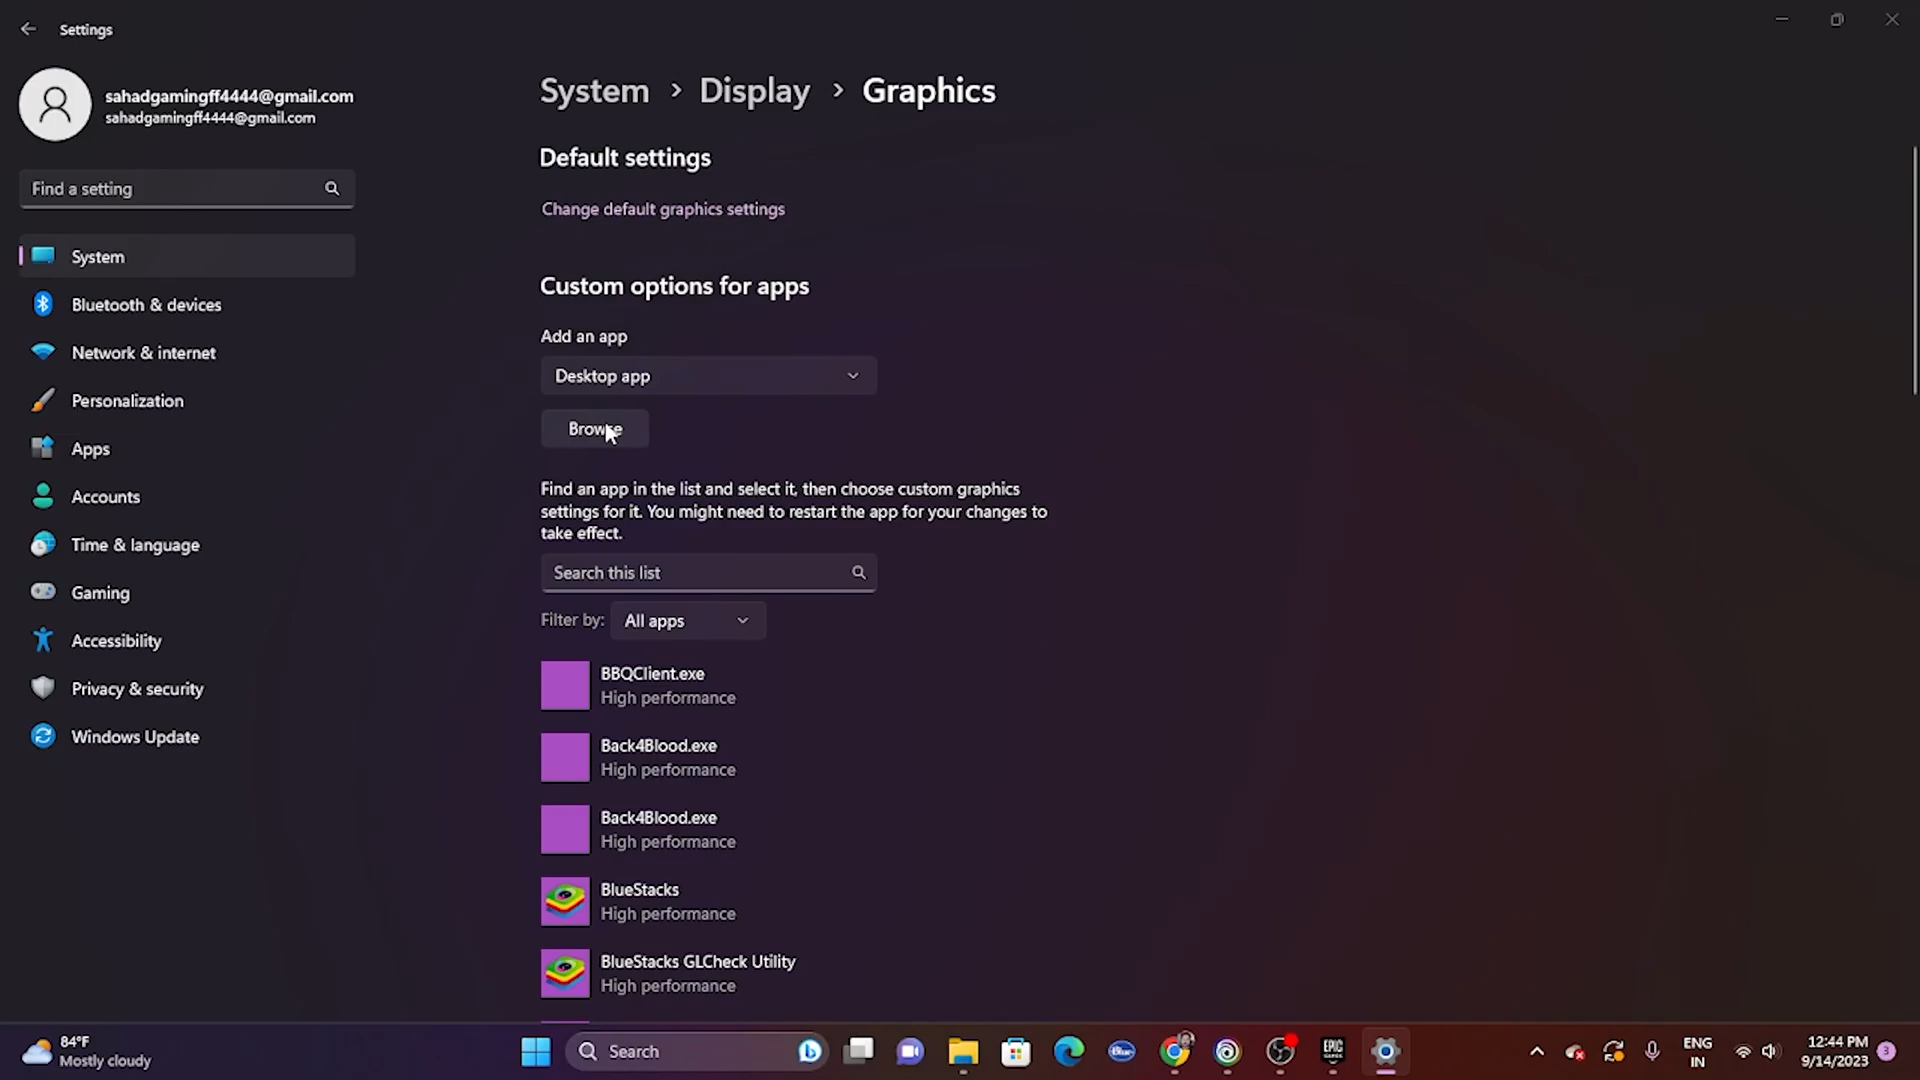 Settings
sahadgamingff4444@gmail.com
sahadgamingff4444@gmail.com
Find a setting
System
Bluetooth & devices
Network & internet
Personalization
Apps
Accounts
Time & language
Gaming
Accessibility
Privacy & security
Windows Update
System > Display > Graphics
Default settings
Change default graphics settings
Custom options for apps
Add an app
Desktop app
Browse
Find an app in the list and select it, then choose custom graphics
settings for it. You might need to restart the app for your changes to
take effect.
Search this list
Filter by: All apps
BBQClient.exe
High performance
Back4Blood.exe
High performance
Back4Blood.exe
High performance
BlueStacks
High performance
BlueStacks GLCheck Utility
High performance
84°F
Mostly cloudy
Search
EPIC
GAMES
ENG
IN
12:44 PM
9/14/2023
3